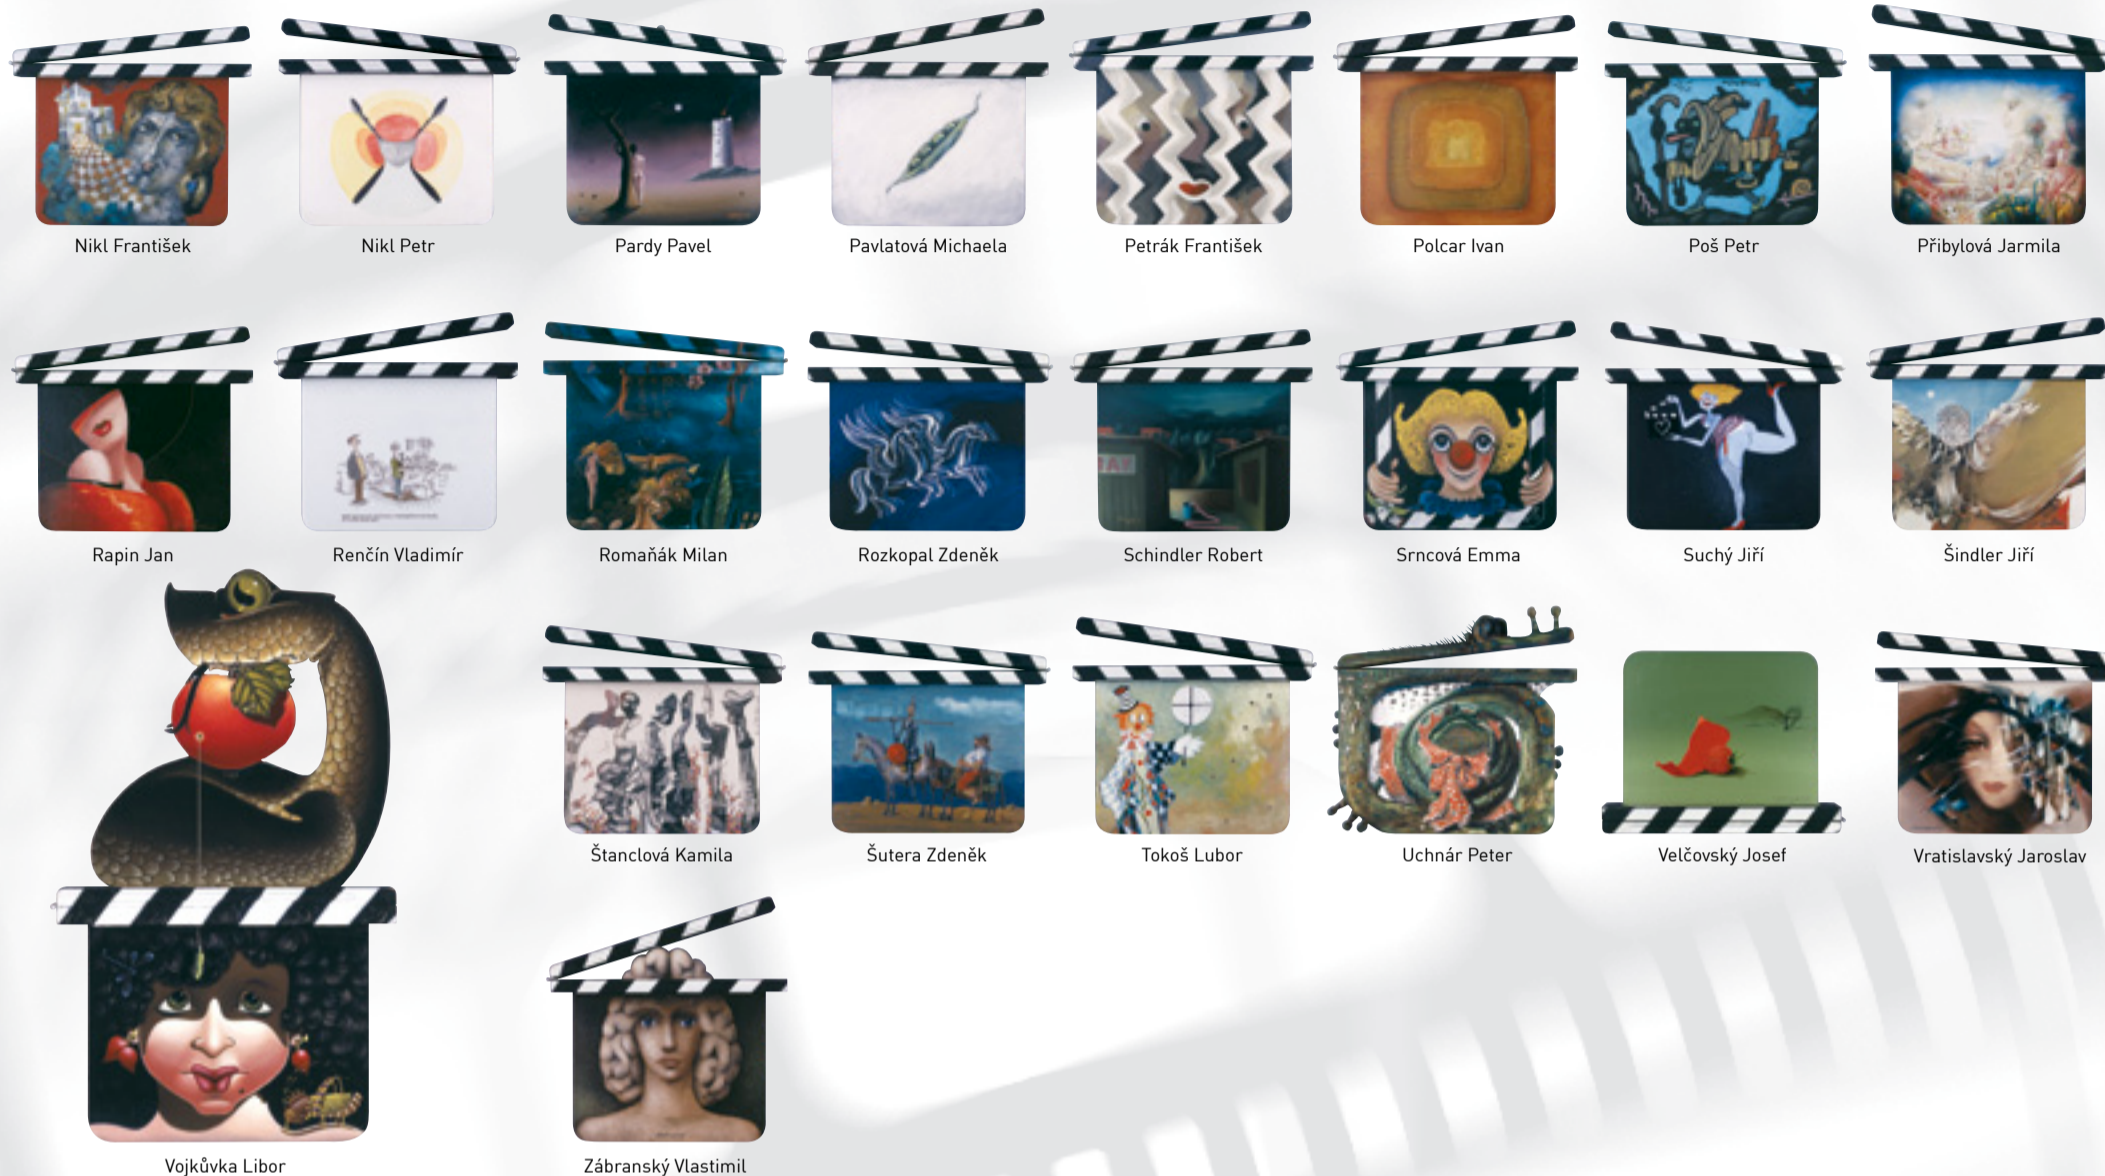 Nikl František
Nikl Petr
Pardy Pavel
Pavlatová Michaela
Petrák František
Polcar Ivan
Poš Petr
Přibylová Jarmila
Rapin Jan
Renčín Vladimír
Romaňák Milan
Rozkopal Zdeněk
Schindler Robert
Srncová Emma
Suchý Jiří
Šindler Jiří
Štanclová Kamila
Šutera Zdeněk
Tokoš Lubor
Uchnár Peter
Velčovský Josef
Vratislavský Jaroslav
Vojkůvka Libor
Zábranský Vlastimil